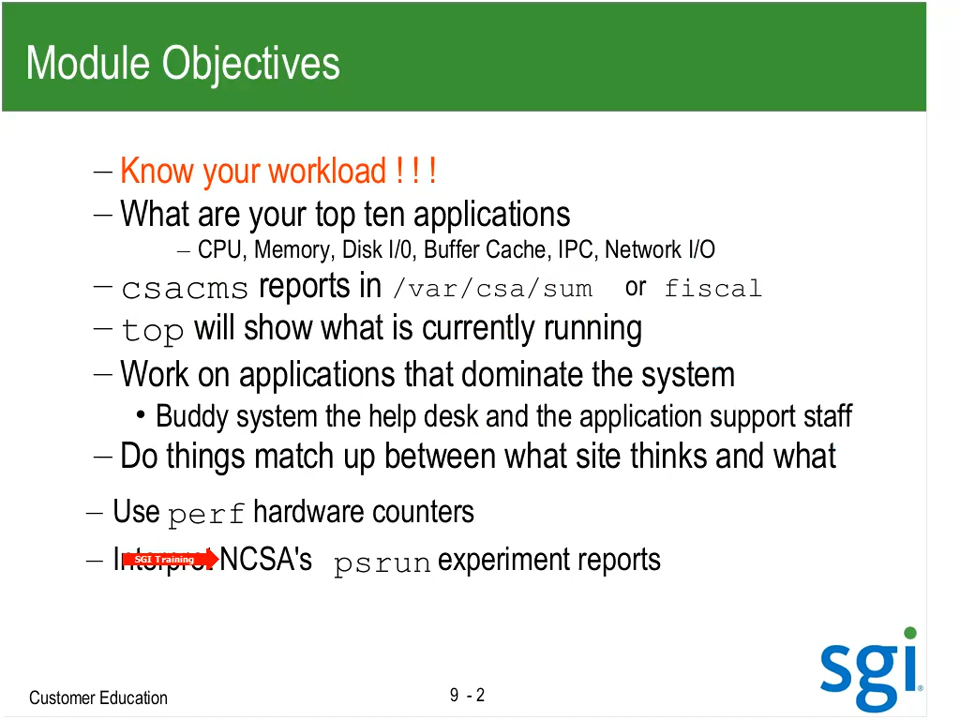 Module Objectives
– Know your workload ! ! !
– What are your top ten applications
– CPU, Memory, Disk I/0, Buffer Cache, IPC, Network I/O
– csacms reports in /var/csa/sum or fiscal
– top will show what is currently running
– Work on applications that dominate the system
• Buddy system the help desk and the application support staff
– Do things match up between what site thinks and what
– Use perf hardware counters
– Interpret NCSA's psrun experiment reports
SGI Training
sgi®
Customer Education
9 - 2